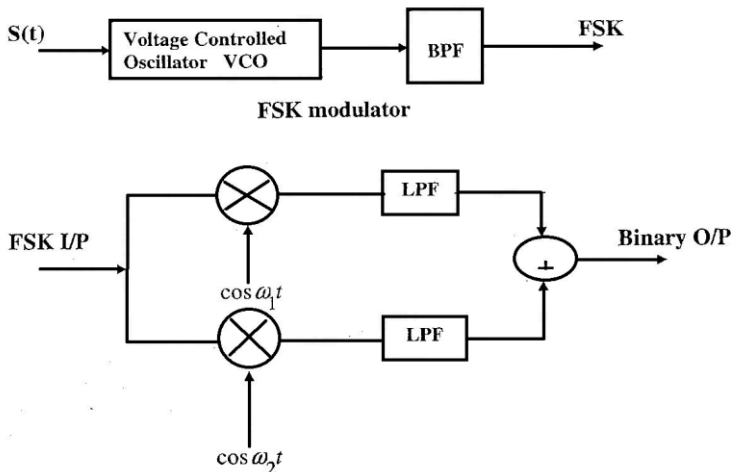 S(t)
Voltage Controlled
Oscillator VCO
BPF
FSK
FSK modulator
LPF
FSK I/P
Binary O/P
+
cos ω₁t
LPF
cos ω₂t